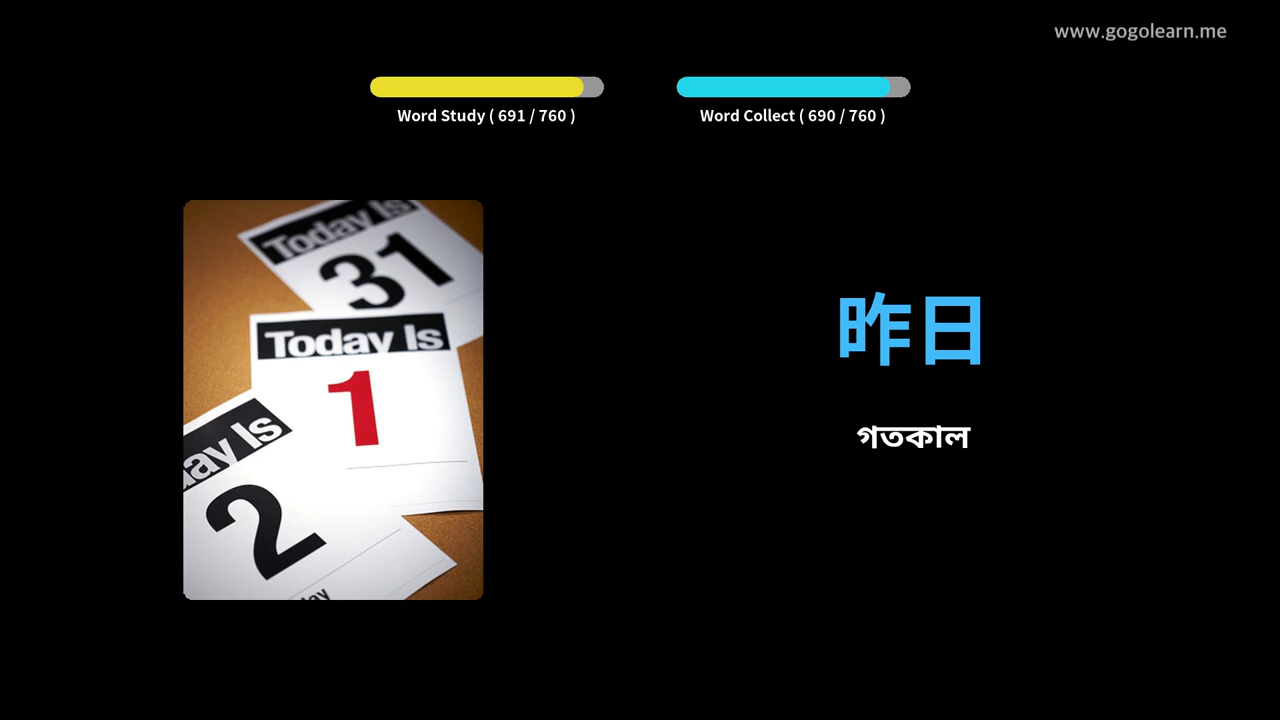 www.gogolearn.me
Word Study ( 691 / 760 )
Word Collect ( 690 / 760 )
Today Is
31
Today Is
1
ay Is
2
ay
昨日
গতকাল